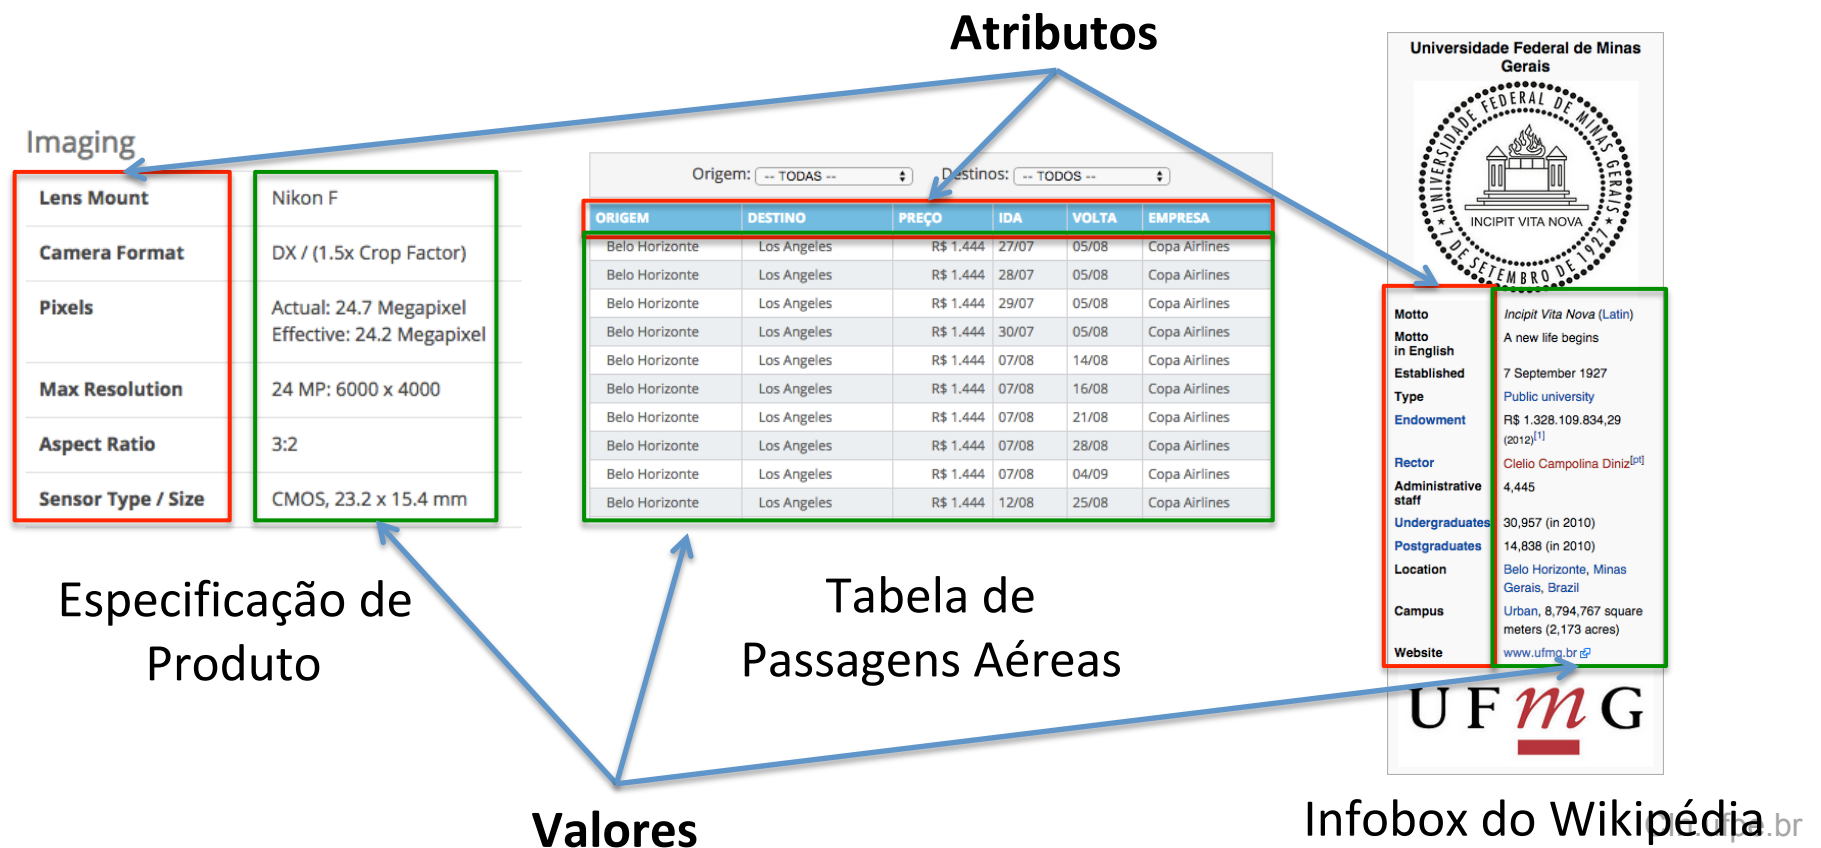 Atributos
Imaging
Lens Mount Nikon F
Camera Format DX / (1.5x Crop Factor)
Pixels Actual: 24.7 Megapixel
Effective: 24.2 Megapixel
Max Resolution 24 MP: 6000 x 4000
Aspect Ratio 3:2
Sensor Type / Size CMOS, 23.2 x 15.4 mm
Especificação de
Produto
Origem: -- TODAS -- Destinos: -- TODOS --
ORIGEM DESTINO PREÇO IDA VOLTA EMPRESA
Belo Horizonte Los Angeles R$ 1.444 27/07 05/08 Copa Airlines
Belo Horizonte Los Angeles R$ 1.444 28/07 05/08 Copa Airlines
Belo Horizonte Los Angeles R$ 1.444 29/07 05/08 Copa Airlines
Belo Horizonte Los Angeles R$ 1.444 30/07 05/08 Copa Airlines
Belo Horizonte Los Angeles R$ 1.444 07/08 14/08 Copa Airlines
Belo Horizonte Los Angeles R$ 1.444 07/08 16/08 Copa Airlines
Belo Horizonte Los Angeles R$ 1.444 07/08 21/08 Copa Airlines
Belo Horizonte Los Angeles R$ 1.444 07/08 28/08 Copa Airlines
Belo Horizonte Los Angeles R$ 1.444 07/08 04/09 Copa Airlines
Belo Horizonte Los Angeles R$ 1.444 12/08 25/08 Copa Airlines
Tabela de
Passagens Aéreas
Universidade Federal de Minas
Gerais
UNIVERSIDADE FEDERAL DE MINAS GERAIS
INCIPIT VITA NOVA
* 7 DE SETEMBRO DE 1927 *
Motto Incipit Vita Nova (Latin)
Motto
in English A new life begins
Established 7 September 1927
Type Public university
Endowment R$ 1.328.109.834,29
(2012)[1]
Rector Clelio Campolina Diniz[pt]
Administrative
staff 4,445
Undergraduates 30,957 (in 2010)
Postgraduates 14,838 (in 2010)
Location Belo Horizonte, Minas
Gerais, Brazil
Campus Urban, 8,794,767 square
meters (2,173 acres)
Website www.ufmg.br
UFmG
Infobox do Wikipédia
Valores